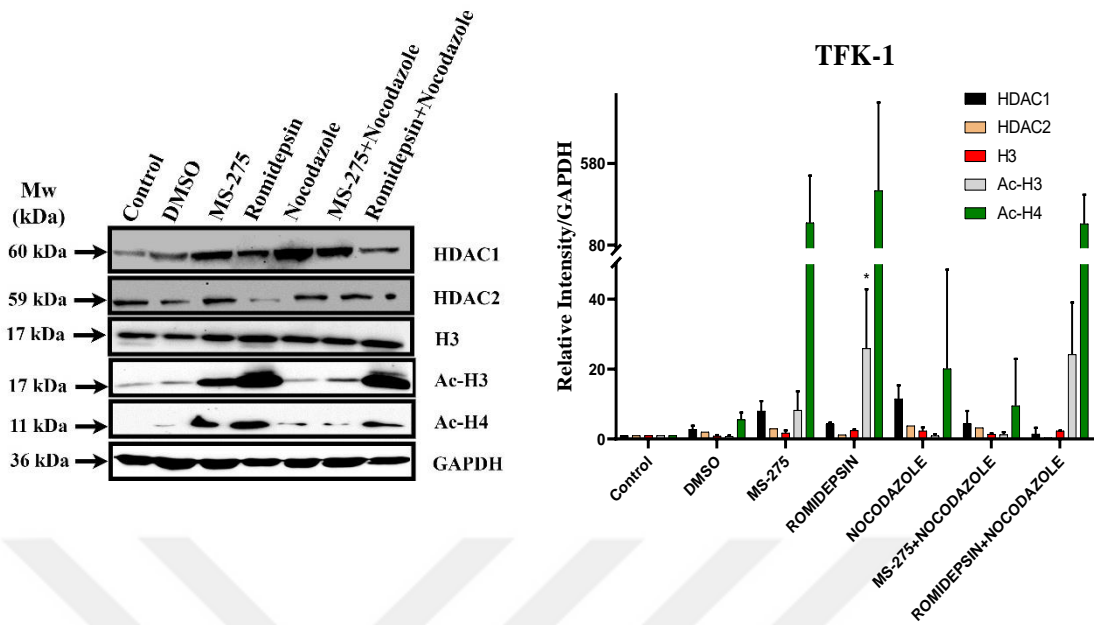 Control
DMSO
MS-275
Romidepsin
Nocodazole
MS-275+Nocodazole
Romidepsin+Nocodazole
Mw
(kDa)
60 kDa
HDAC1
59 kDa
HDAC2
17 kDa
H3
17 kDa
Ac-H3
11 kDa
Ac-H4
36 kDa
GAPDH
TFK-1
HDAC1
HDAC2
H3
Ac-H3
Ac-H4
Relative Intensity/GAPDH
580
80
40
20
0
*
Control
DMSO
MS-275
ROMIDEPSIN
NOCODAZOLE
MS-275+NOCODAZOLE
ROMIDEPSIN+NOCODAZOLE